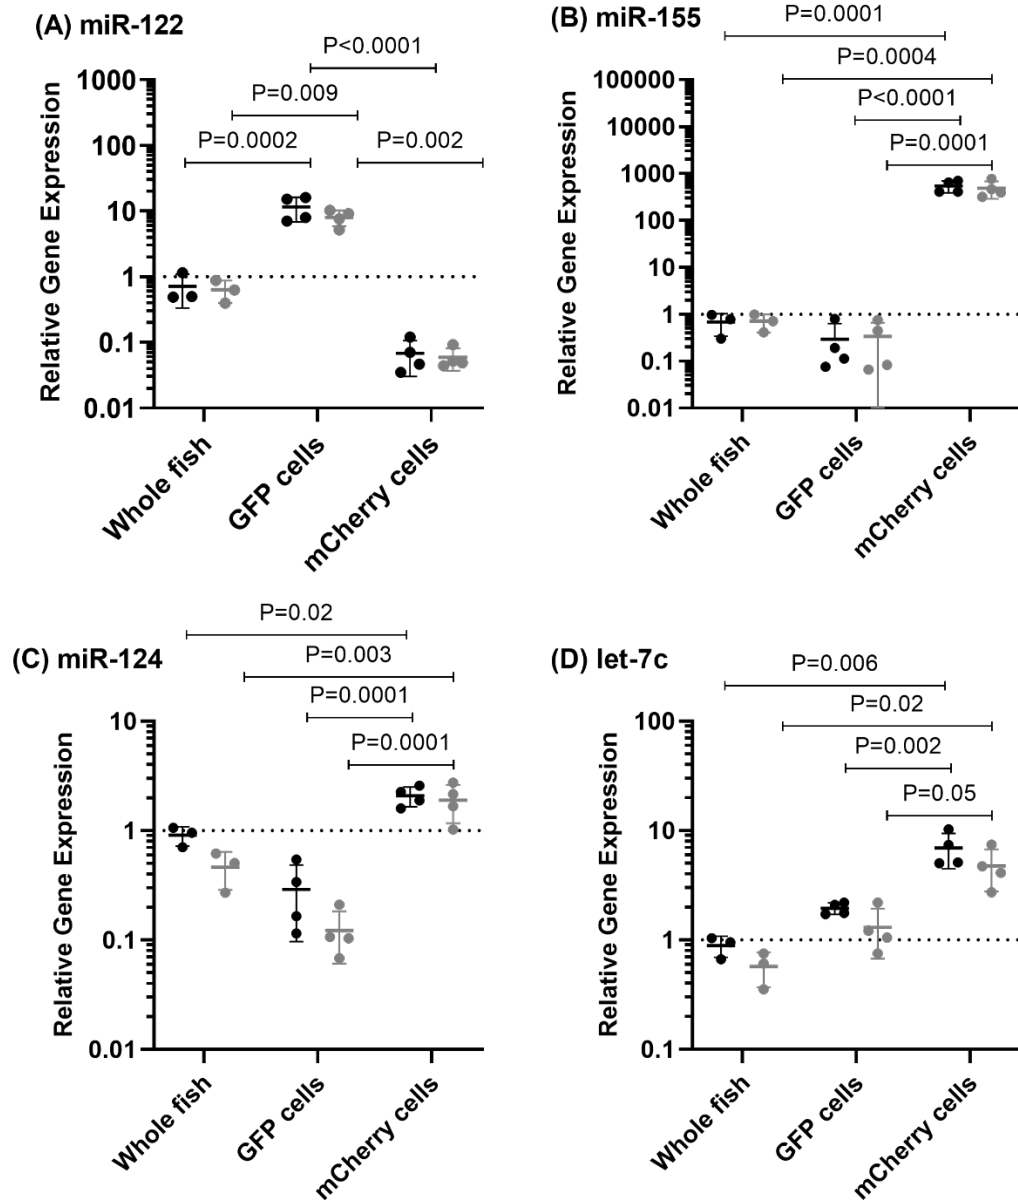 (A) miR-122
P<0.0001
P=0.009
P=0.0002
P=0.002
Relative Gene Expression
1000
100
10
1
0.1
0.01
Whole fish
GFP cells
mCherry cells
(B) miR-155
P=0.0001
P=0.0004
P<0.0001
P=0.0001
Relative Gene Expression
100000
10000
1000
100
10
1
0.1
0.01
Whole fish
GFP cells
mCherry cells
(C) miR-124
P=0.02
P=0.003
P=0.0001
P=0.0001
Relative Gene Expression
10
1
0.1
0.01
Whole fish
GFP cells
mCherry cells
(D) let-7c
P=0.006
P=0.02
P=0.002
P=0.05
Relative Gene Expression
100
10
1
0.1
Whole fish
GFP cells
mCherry cells